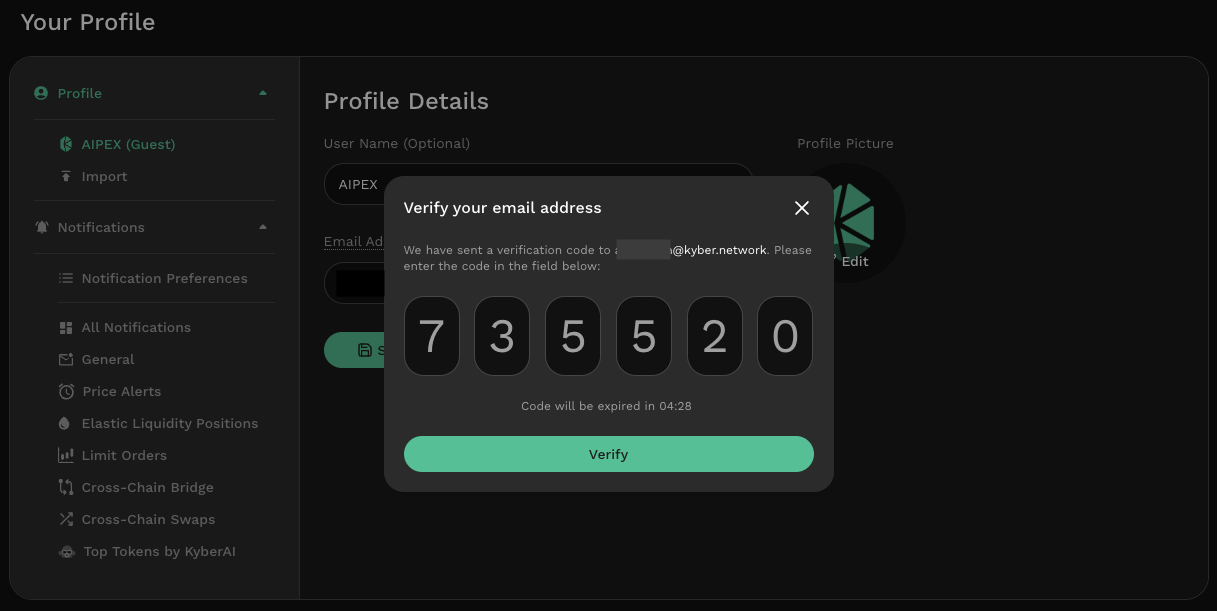 Your Profile
Profile
AIPEX (Guest)
Import
Notifications
Notification Preferences
All Notifications
General
Price Alerts
Elastic Liquidity Positions
Limit Orders
Cross-Chain Bridge
Cross-Chain Swaps
Top Tokens by KyberAI
Profile Details
User Name (Optional)
AIPEX
Email Ad
Profile Picture
Edit
Verify your email address
We have sent a verification code to @kyber.network. Please
enter the code in the field below:
7 3 5 5 2 0
Code will be expired in 04:28
Verify